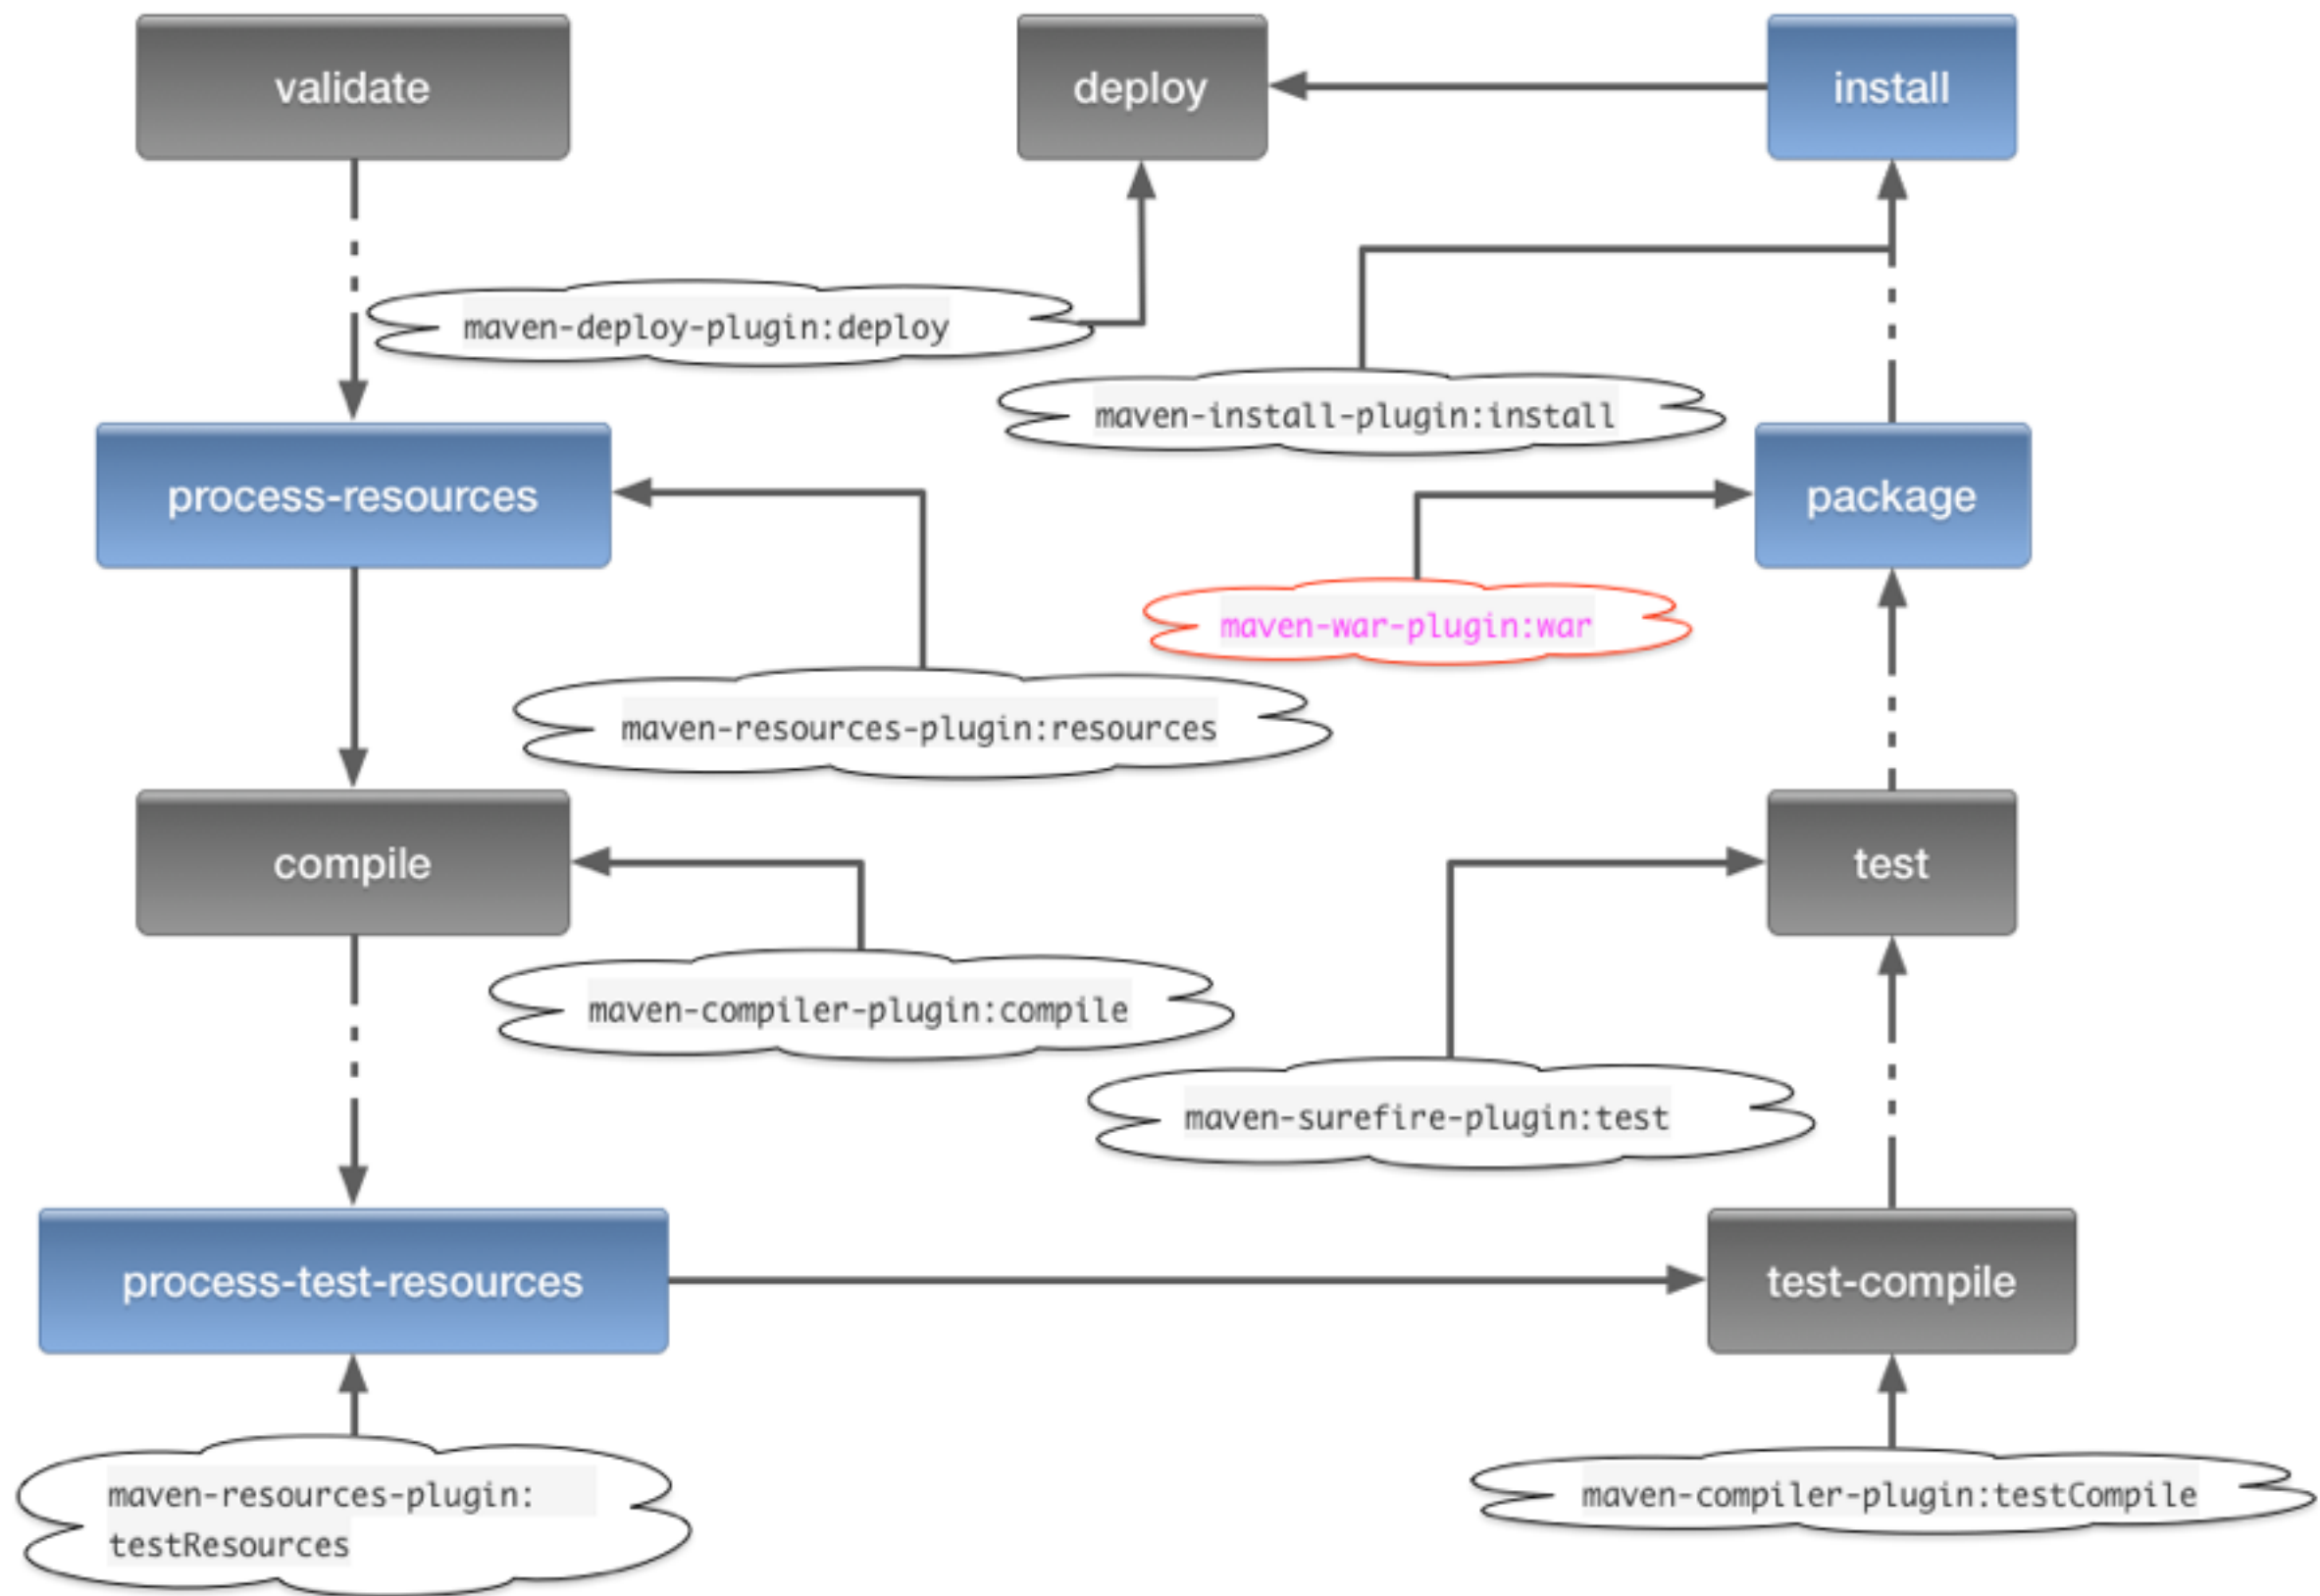 validate
deploy
install
maven-deploy-plugin:deploy
maven-install-plugin:install
process-resources
package
maven-war-plugin:war
maven-resources-plugin:resources
compile
test
maven-compiler-plugin:compile
maven-surefire-plugin:test
process-test-resources
test-compile
maven-resources-plugin:
testResources
maven-compiler-plugin:testCompile